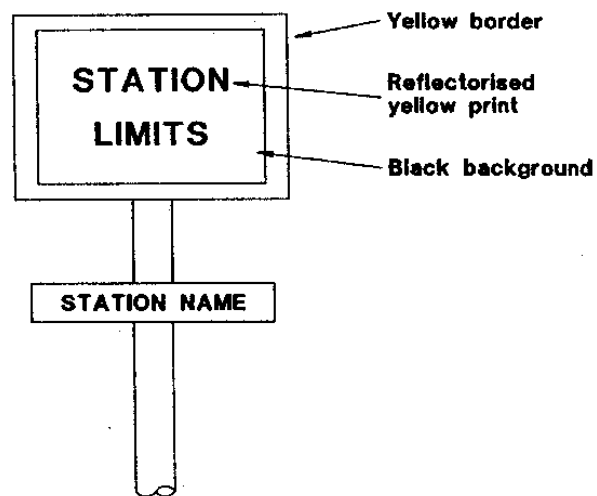 Yellow border
STATION
LIMITS
Reflectorised
yellow print
Black background
STATION NAME